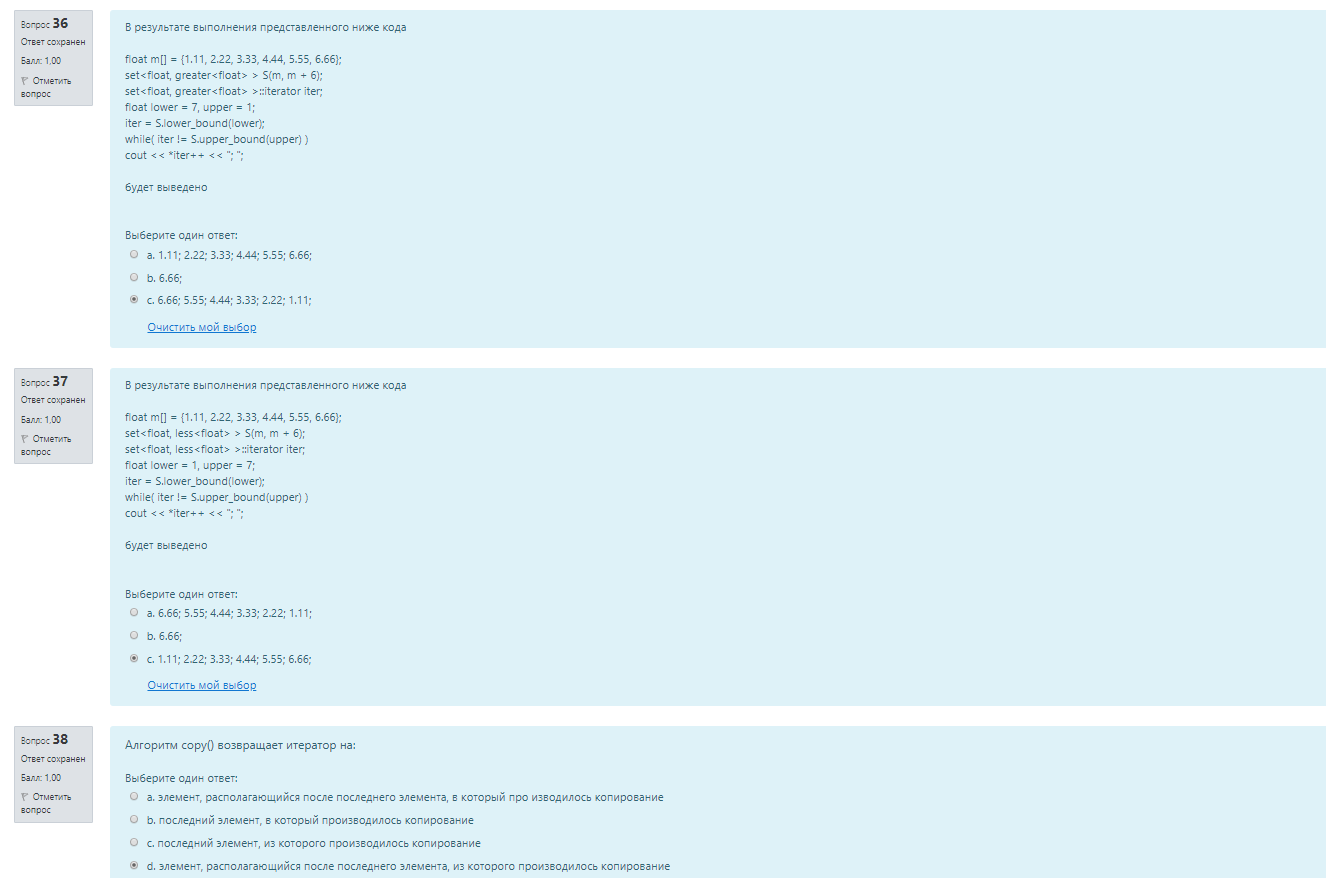 Вопрос 36
Ответ сохранен
Балл: 1,00
Отметить
вопрос
В результате выполнения представленного ниже кода
float m[] = {1.11, 2.22, 3.33, 4.44, 5.55, 6.66};
set<float, greater<float> > S(m, m + 6);
set<float, greater<float> >::iterator iter;
float lower = 7, upper = 1;
iter = S.lower_bound(lower);
while( iter != S.upper_bound(upper) )
cout << *iter++ << "; ";
будет выведено
Выберите один ответ:
a. 1.11; 2.22; 3.33; 4.44; 5.55; 6.66;
b. 6.66;
c. 6.66; 5.55; 4.44; 3.33; 2.22; 1.11;
Очистить мой выбор
Вопрос 37
Ответ сохранен
Балл: 1,00
Отметить
вопрос
В результате выполнения представленного ниже кода
float m[] = {1.11, 2.22, 3.33, 4.44, 5.55, 6.66};
set<float, less<float> > S(m, m + 6);
set<float, less<float> >::iterator iter;
float lower = 1, upper = 7;
iter = S.lower_bound(lower);
while( iter != S.upper_bound(upper) )
cout << *iter++ << "; ";
будет выведено
Выберите один ответ:
a. 6.66; 5.55; 4.44; 3.33; 2.22; 1.11;
b. 6.66;
c. 1.11; 2.22; 3.33; 4.44; 5.55; 6.66;
Очистить мой выбор
Вопрос 38
Ответ сохранен
Балл: 1,00
Отметить
вопрос
Алгоритм copy() возвращает итератор на:
Выберите один ответ:
a. элемент, располагающийся после последнего элемента, в который про изводилось копирование
b. последний элемент, в который производилось копирование
c. последний элемент, из которого производилось копирование
d. элемент, располагающийся после последнего элемента, из которого производилось копирование